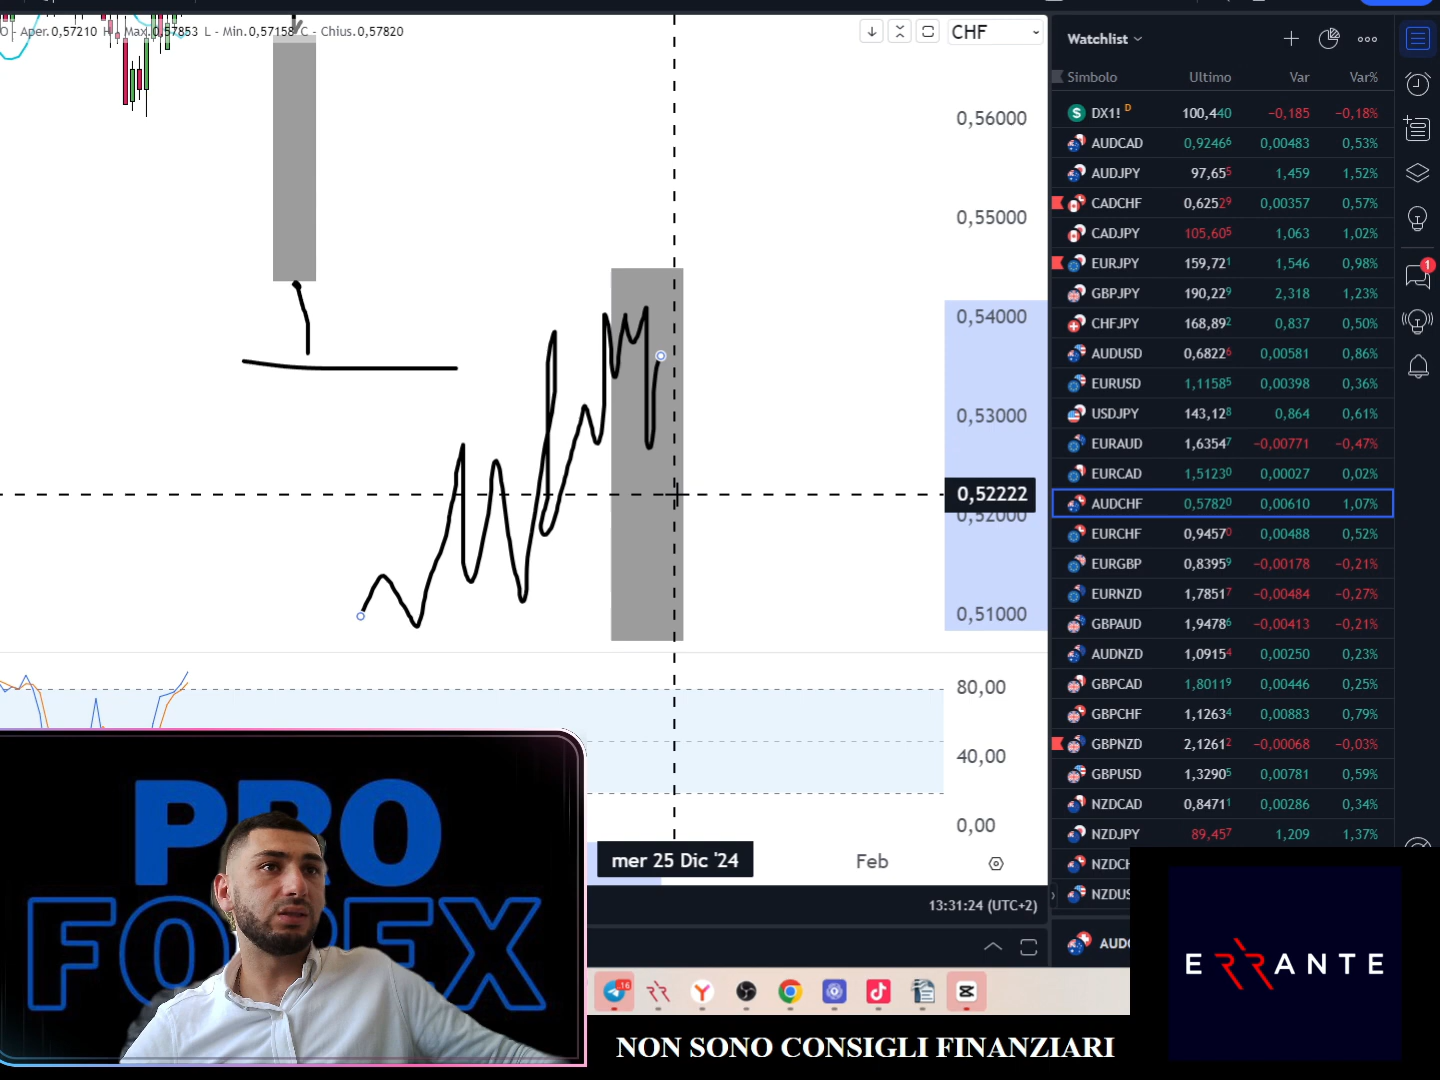 O - Aper.0,57210 H - Max.0,57853 L - Min.0,57158 C - Chius.0,57820
CHF
0,56000
0,55000
0,54000
0,53000
0,52222
0,52000
0,51000
80,00
40,00
0,00
mer 25 Dic '24
Feb
13:31:24 (UTC+2)
Watchlist
Simbolo Ultimo Var Var%
DX1! D 100,440 −0,185 −0,18%
AUDCAD 0,92466 0,00483 0,53%
AUDJPY 97,655 1,459 1,52%
CADCHF 0,62529 0,00357 0,57%
CADJPY 105,605 1,063 1,02%
EURJPY 159,721 1,546 0,98%
GBPJPY 190,229 2,318 1,23%
CHFJPY 168,892 0,837 0,50%
AUDUSD 0,68226 0,00581 0,86%
EURUSD 1,11585 0,00398 0,36%
USDJPY 143,128 0,864 0,61%
EURAUD 1,63547 −0,00771 −0,47%
EURCAD 1,51230 0,00027 0,02%
AUDCHF 0,57820 0,00610 1,07%
EURCHF 0,94570 0,00488 0,52%
EURGBP 0,83959 −0,00178 −0,21%
EURNZD 1,78517 −0,00484 −0,27%
GBPAUD 1,94786 −0,00413 −0,21%
AUDNZD 1,09154 0,00250 0,23%
GBPCAD 1,80119 0,00446 0,25%
GBPCHF 1,12634 0,00883 0,79%
GBPNZD 2,12612 −0,00068 −0,03%
GBPUSD 1,32905 0,00781 0,59%
NZDCAD 0,84711 0,00286 0,34%
NZDJPY 89,457 1,209 1,37%
NZDCH
NZDUS
AUDC
1
16
PRO
FOREX
ERRANTE
NON SONO CONSIGLI FINANZIARI